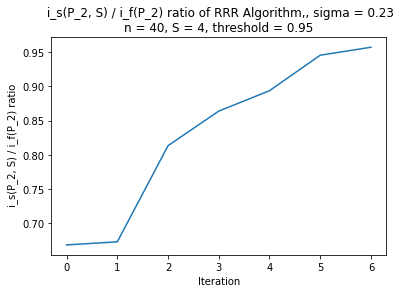 i_s(P_2, S) / i_f(P_2) ratio of RRR Algorithm,, sigma = 0.23
n = 40, S = 4, threshold = 0.95
i_s(P_2, S) / i_f(P_2) ratio
0.95
0.90
0.85
0.80
0.75
0.70
0 1 2 3 4 5 6
Iteration